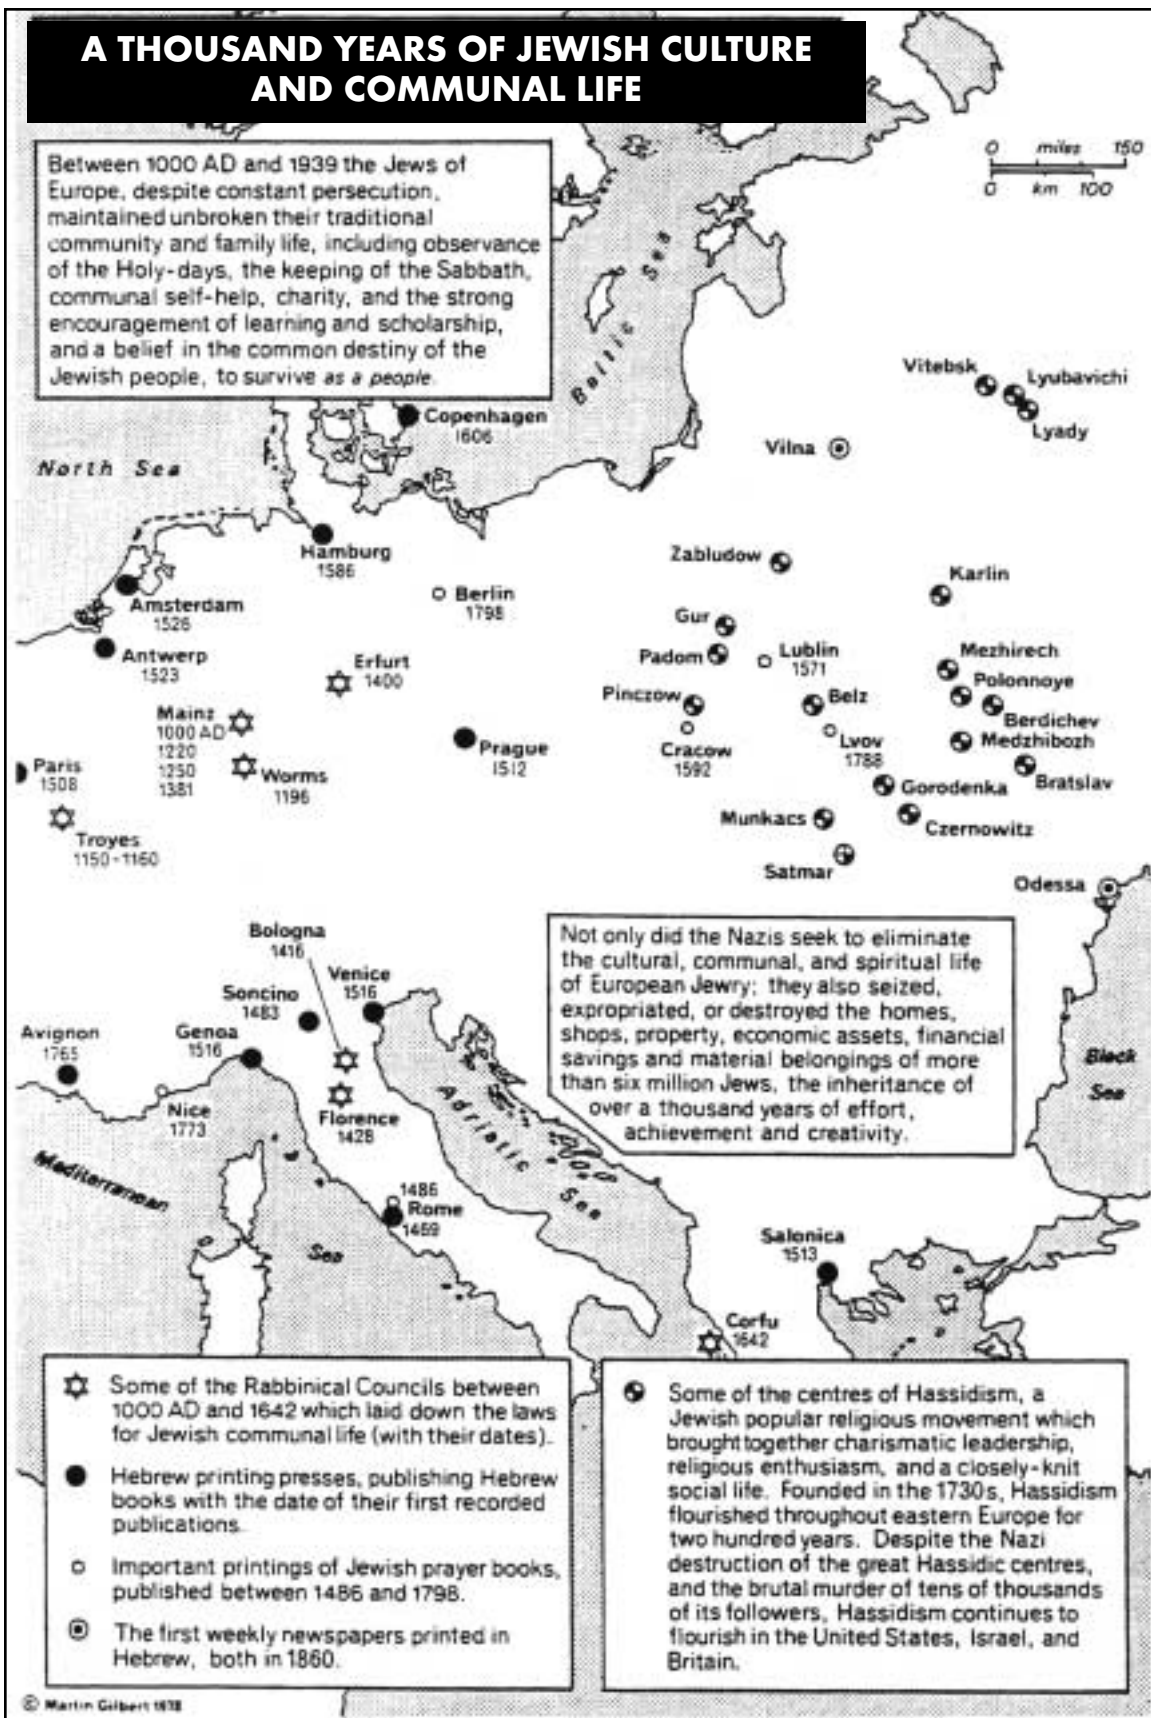 A THOUSAND YEARS OF JEWISH CULTURE
AND COMMUNAL LIFE
Between 1000 AD and 1939 the Jews of
Europe, despite constant persecution,
maintained unbroken their traditional
community and family life, including observance
of the Holy-days, the keeping of the Sabbath,
communal self-help, charity, and the strong
encouragement of learning and scholarship,
and a belief in the common destiny of the
Jewish people, to survive as a people.
0 miles 150
0 km 100
Baltic Sea
Vitebsk
Lyubavichi
Lyady
Copenhagen
1606
Vilna
North Sea
Hamburg
1586
Zabludow
Karlin
Amsterdam
1526
Berlin
1798
Gur
Antwerp
1523
Erfurt
1400
Padom
Lublin
1571
Mezhirech
Polonnoye
Pinczow
Belz
Berdichev
Mainz
1000 AD
1220
1250
1381
Prague
1512
Cracow
1592
Lvov
1788
Medzhibozh
Paris
1508
Worms
1196
Gorodenka
Bratslav
Troyes
1150-1160
Munkacs
Czernowitz
Satmar
Odessa
Bologna
1416
Venice
1516
Soncino
1483
Avignon
1765
Genoa
1516
Not only did the Nazis seek to eliminate
the cultural, communal, and spiritual life
of European Jewry; they also seized,
expropriated, or destroyed the homes,
shops, property, economic assets, financial
savings and material belongings of more
than six million Jews, the inheritance of
over a thousand years of effort,
achievement and creativity.
Black
Sea
Nice
1773
Florence
1428
Adriatic Sea
Mediterranean
Sea
1486
Rome
1469
Salonica
1513
Corfu
1642
Some of the Rabbinical Councils between
1000 AD and 1642 which laid down the laws
for Jewish communal life (with their dates).
Hebrew printing presses, publishing Hebrew
books with the date of their first recorded
publications.
Important printings of Jewish prayer books,
published between 1486 and 1798.
The first weekly newspapers printed in
Hebrew, both in 1860.
Some of the centres of Hassidism, a
Jewish popular religious movement which
brought together charismatic leadership,
religious enthusiasm, and a closely-knit
social life. Founded in the 1730s, Hassidism
flourished throughout eastern Europe for
two hundred years. Despite the Nazi
destruction of the great Hassidic centres,
and the brutal murder of tens of thousands
of its followers, Hassidism continues to
flourish in the United States, Israel, and
Britain.
© Martin Gilbert 1978